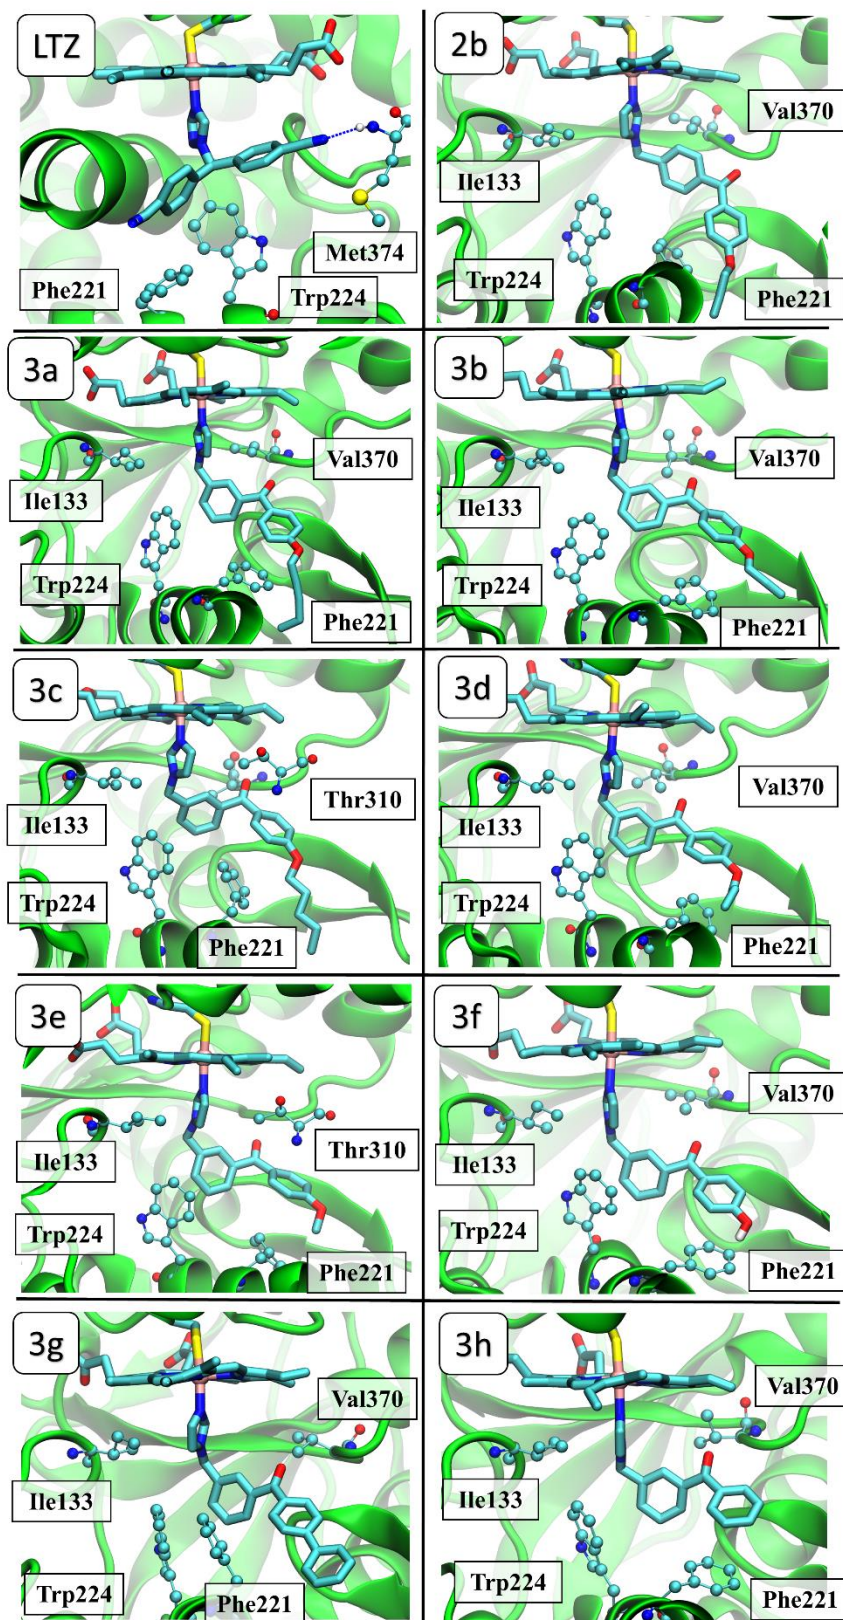 LTZ
Met374
Phe221
Trp224
2b
Val370
Ile133
Trp224
Phe221
3a
Val370
Ile133
Trp224
Phe221
3b
Val370
Ile133
Trp224
Phe221
3c
Thr310
Ile133
Trp224
Phe221
3d
Val370
Ile133
Trp224
Phe221
3e
Thr310
Ile133
Trp224
Phe221
3f
Val370
Ile133
Trp224
Phe221
3g
Val370
Ile133
Trp224
Phe221
3h
Val370
Ile133
Trp224
Phe221